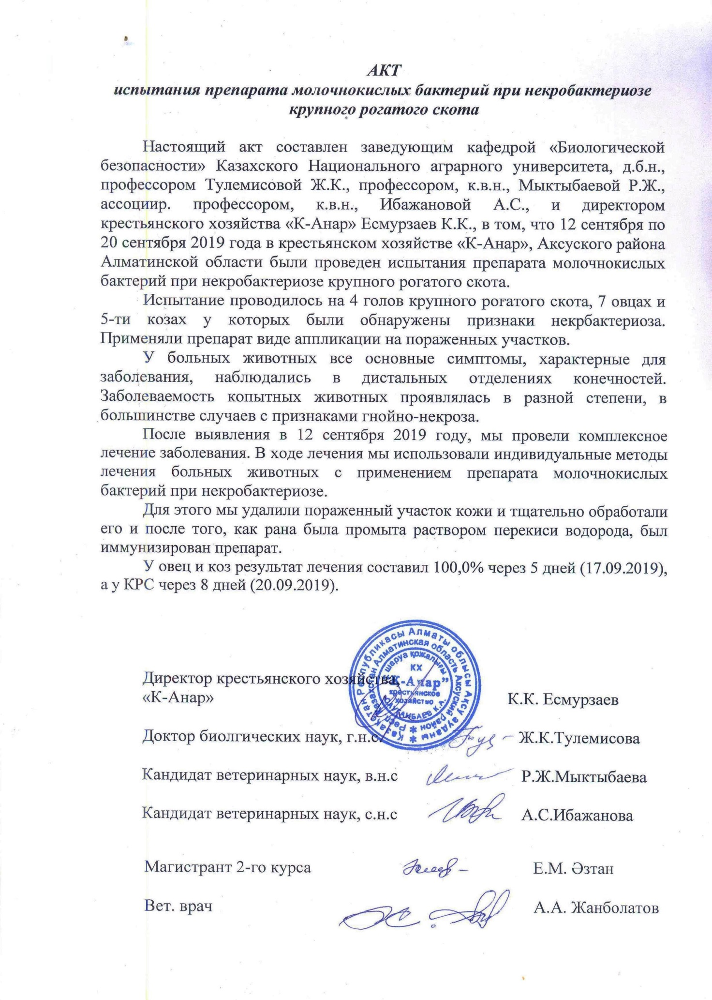 АКТ
испытания препарата молочнокислых бактерий при некробактериозе
крупного рогатого скота
Настоящий акт составлен заведующим кафедрой «Биологической
безопасности» Казахского Национального аграрного университета, д.б.н.,
профессором Тулемисовой Ж.К., профессором, к.в.н., Мыктыбаевой Р.Ж.,
ассоциир. профессором, к.в.н., Ибажановой А.С., и директором
крестьянского хозяйства «К-Анар» Есмурзаев К.К., в том, что 12 сентября по
20 сентября 2019 года в крестьянском хозяйстве «К-Анар», Аксуского района
Алматинской области были проведен испытания препарата молочнокислых
бактерий при некробактериозе крупного рогатого скота.
Испытание проводилось на 4 голов крупного рогатого скота, 7 овцах и
5-ти козах у которых были обнаружены признаки некрбактериоза.
Применяли препарат виде аппликации на пораженных участков.
У больных животных все основные симптомы, характерные для
заболевания, наблюдались в дистальных отделениях конечностей.
Заболеваемость копытных животных проявлялась в разной степени, в
большинстве случаев с признаками гнойно-некроза.
После выявления в 12 сентября 2019 году, мы провели комплексное
лечение заболевания. В ходе лечения мы использовали индивидуальные методы
лечения больных животных с применением препарата молочнокислых
бактерий при некробактериозе.
Для этого мы удалили пораженный участок кожи и тщательно обработали
его и после того, как рана была промыта раствором перекиси водорода, был
иммунизирован препарат.
У овец и коз результат лечения составил 100,0% через 5 дней (17.09.2019),
а у КРС через 8 дней (20.09.2019).
Қазақстан Республикасы Алматы облысы Ақсу ауданы
Респ. Казахстан Алматинская область Аксуский район
шаруа қожалығы
КХ
"К-Анар"
крестьянское
хозяйство
К.А.
Директор крестьянского хозяйства,
«К-Анар» К.К. Есмурзаев
Доктор биолгических наук, г.н.с. Ж.К.Тулемисова
Кандидат ветеринарных наук, в.н.с Р.Ж.Мыктыбаева
Кандидат ветеринарных наук, с.н.с А.С.Ибажанова
Магистрант 2-го курса Е.М. Әзтан
Вет. врач А.А. Жанболатов